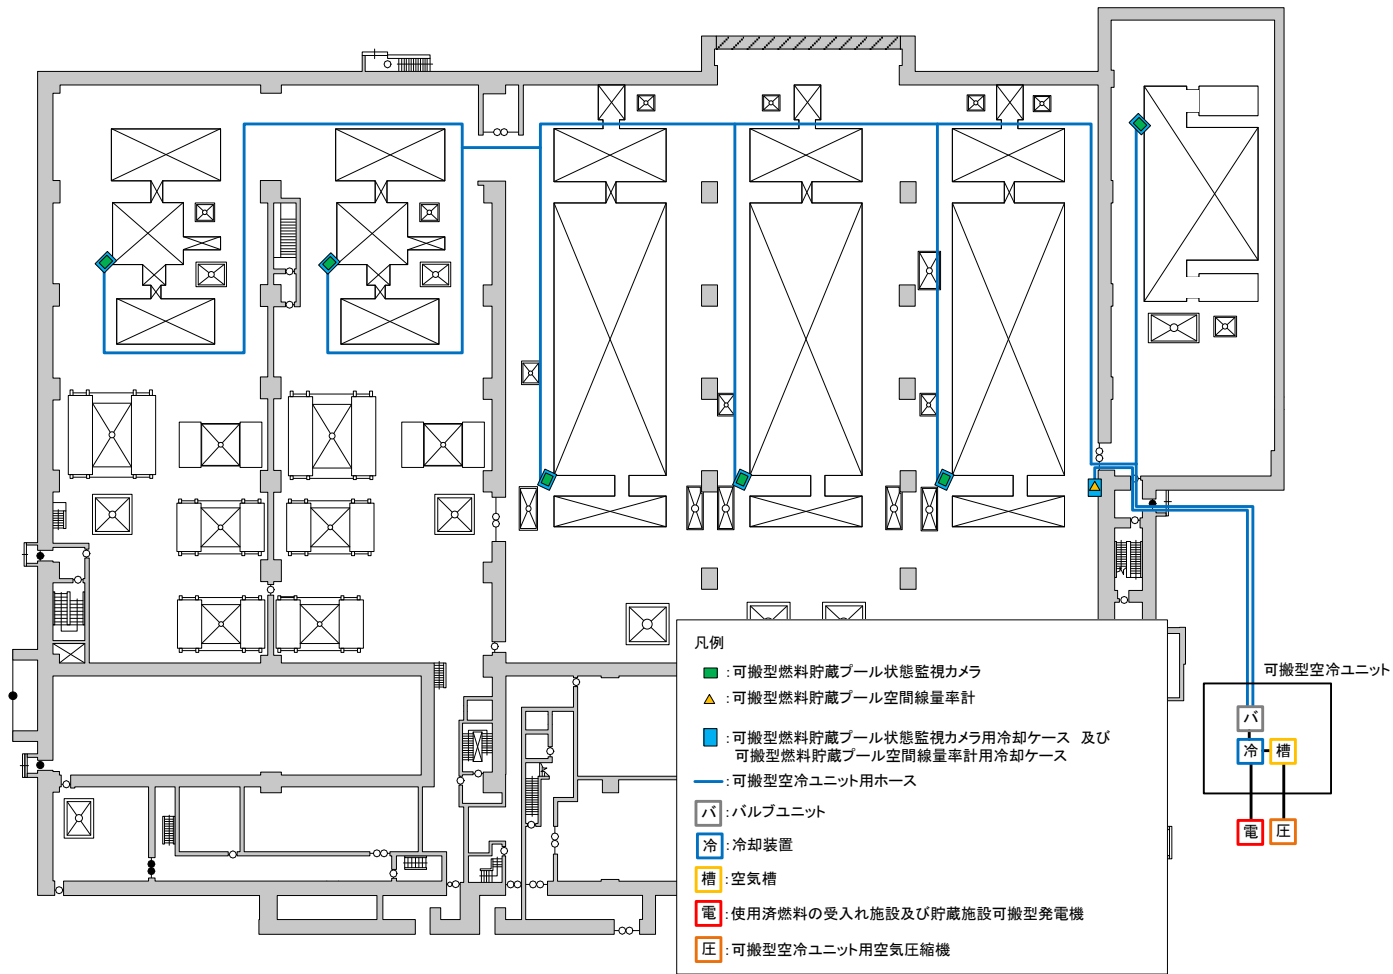 可搬型空冷ユニット
バ
冷
槽
電
圧
凡例
:可搬型燃料貯蔵プール状態監視カメラ
:可搬型燃料貯蔵プール空間線量率計
:可搬型燃料貯蔵プール状態監視カメラ用冷却ケース 及び
可搬型燃料貯蔵プール空間線量率計用冷却ケース
:可搬型空冷ユニット用ホース
バ:バルブユニット
冷:冷却装置
槽:空気槽
電:使用済燃料の受入れ施設及び貯蔵施設可搬型発電機
圧:可搬型空冷ユニット用空気圧縮機